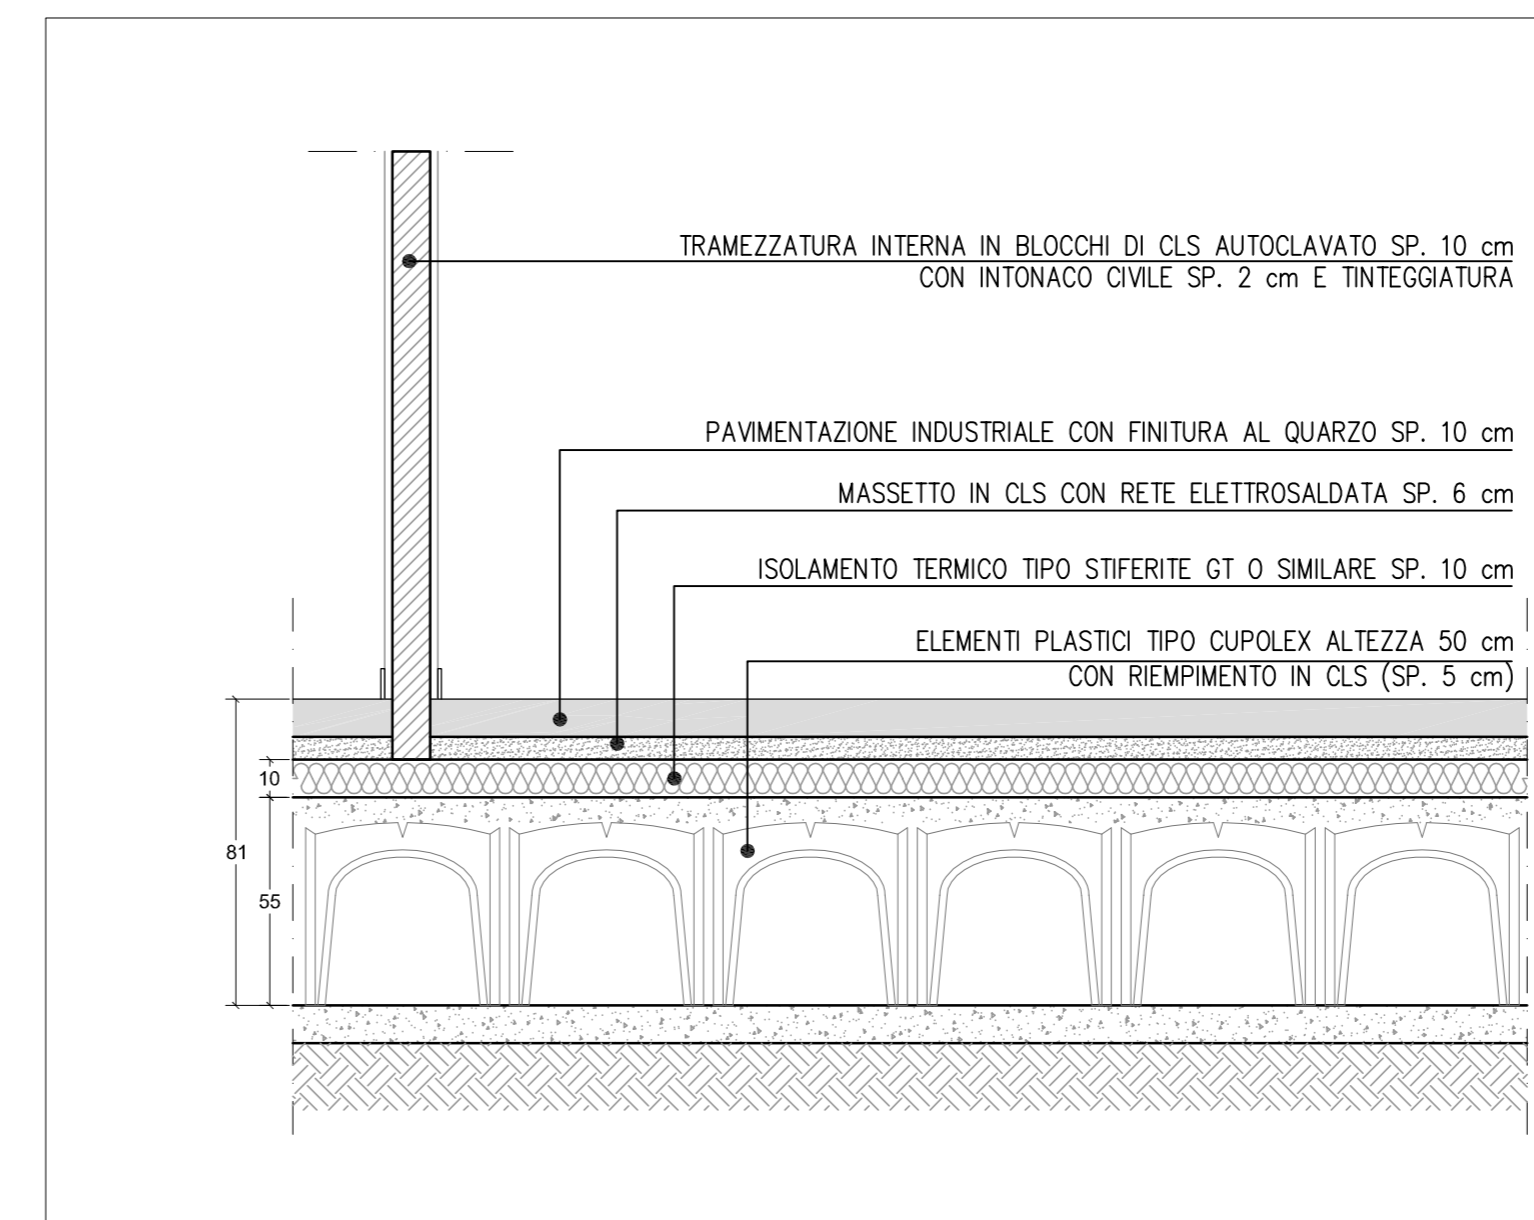 TRAMEZZATURA INTERNA IN BLOCCHI DI CLS AUTOCLAVATO SP. 10 cm
CON INTONACO CIVILE SP. 2 cm E TINTEGGIATURA
PAVIMENTAZIONE INDUSTRIALE CON FINITURA AL QUARZO SP. 10 cm
MASSETTO IN CLS CON RETE ELETTROSALDATA SP. 6 cm
ISOLAMENTO TERMICO TIPO STIFERITE GT O SIMILARE SP. 10 cm
ELEMENTI PLASTICI TIPO CUPOLEX ALTEZZA 50 cm
CON RIEMPIMENTO IN CLS (SP. 5 cm)
10
81
55